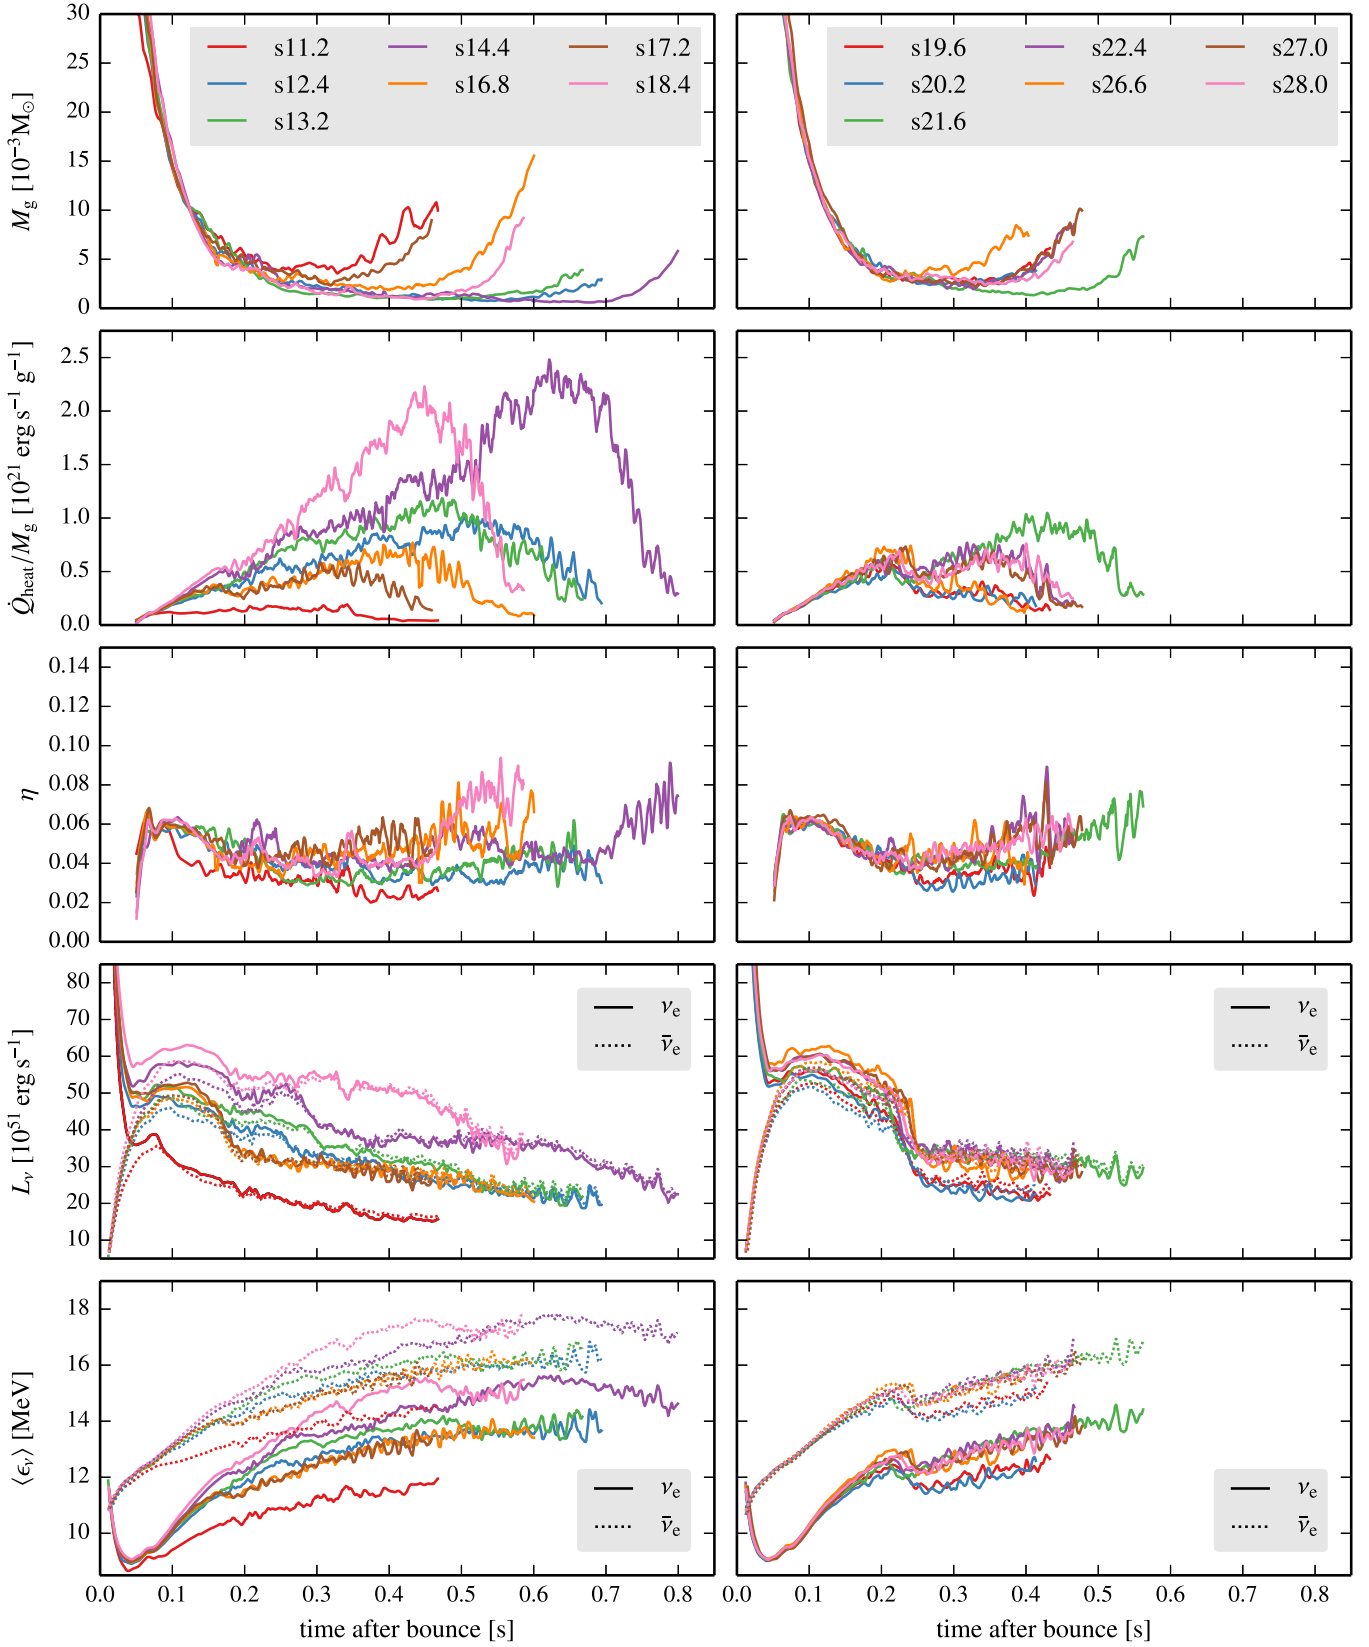 30
25
20
15
10
5
0
M_g [10^−3 M_⊙]
s11.2 s14.4 s17.2
s12.4 s16.8 s18.4
s13.2
s19.6 s22.4 s27.0
s20.2 s26.6 s28.0
s21.6
2.5
2.0
1.5
1.0
0.5
0.0
Q̇_heat/M_g [10^21 erg s^−1 g^−1]
0.14
0.12
0.10
0.08
0.06
0.04
0.02
0.00
η
80
70
60
50
40
30
20
10
L_ν [10^51 erg s^−1]
ν_e
ν̄_e
ν_e
ν̄_e
18
16
14
12
10
⟨ϵ_ν⟩ [MeV]
ν_e
ν̄_e
ν_e
ν̄_e
0.0 0.1 0.2 0.3 0.4 0.5 0.6 0.7 0.8
0.0 0.1 0.2 0.3 0.4 0.5 0.6 0.7 0.8
time after bounce [s]
time after bounce [s]